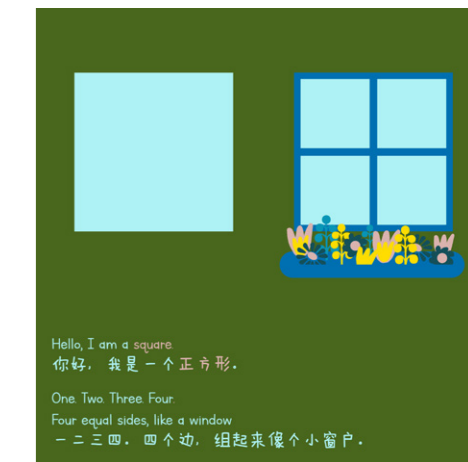 Hello, I am a square.
你好, 我是一个正方形.
One. Two. Three. Four.
Four equal sides, like a window
一二三四. 四个边, 组起来像个小窗户.